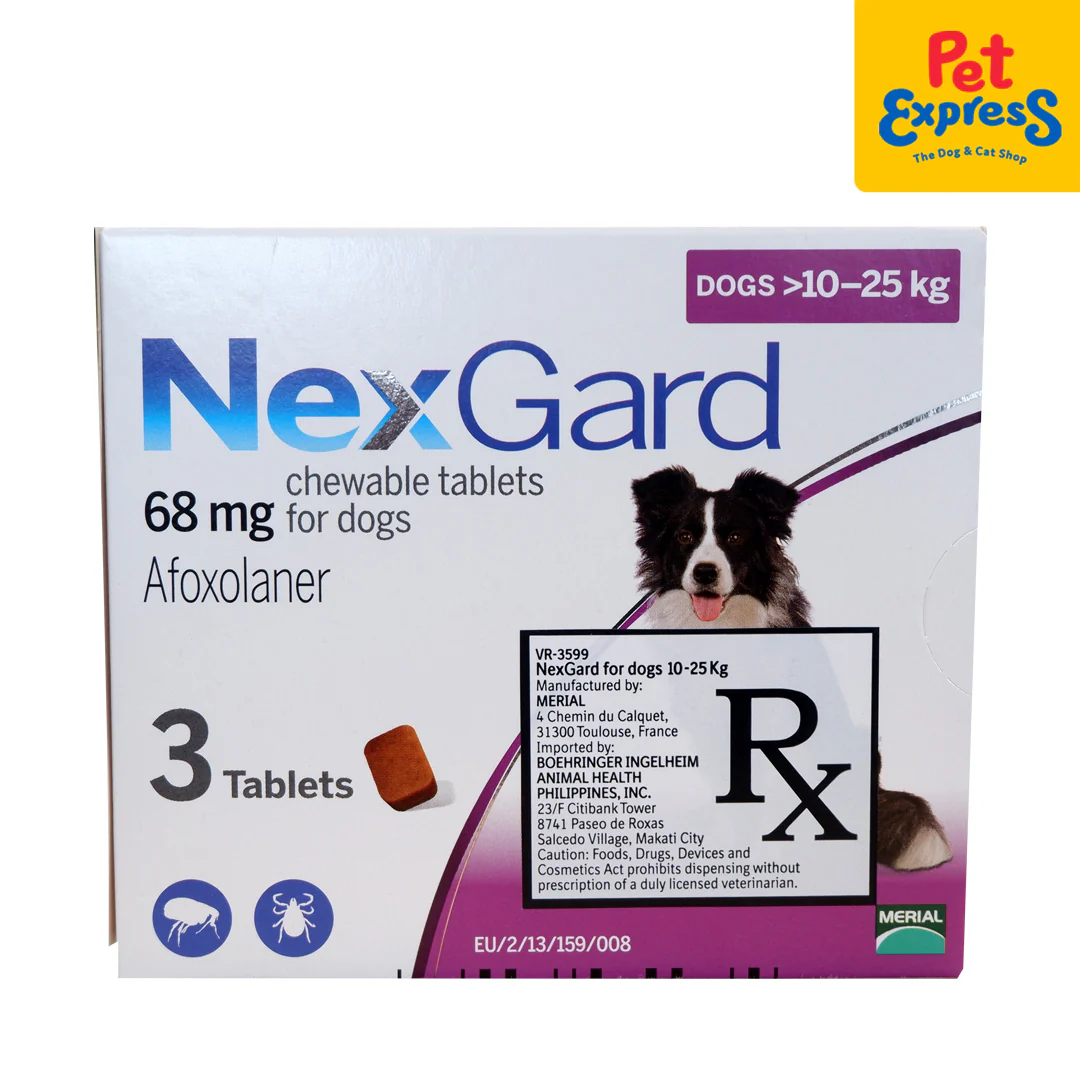 Pet
Express
The Dog & Cat Shop
DOGS >10–25 kg
NexGard
68 mg chewable tablets
for dogs
Afoxolaner
3 Tablets
VR-3599
NexGard for dogs 10-25 Kg
Manufactured by:
MERIAL
4 Chemin du Calquet,
31300 Toulouse, France
Imported by:
BOEHRINGER INGELHEIM
ANIMAL HEALTH
PHILIPPINES, INC.
23/F Citibank Tower
8741 Paseo de Roxas
Salcedo Village, Makati City
Caution: Foods, Drugs, Devices and
Cosmetics Act prohibits dispensing without
prescription of a duly licensed veterinarian.
Rx
MERIAL
EU/2/13/159/008